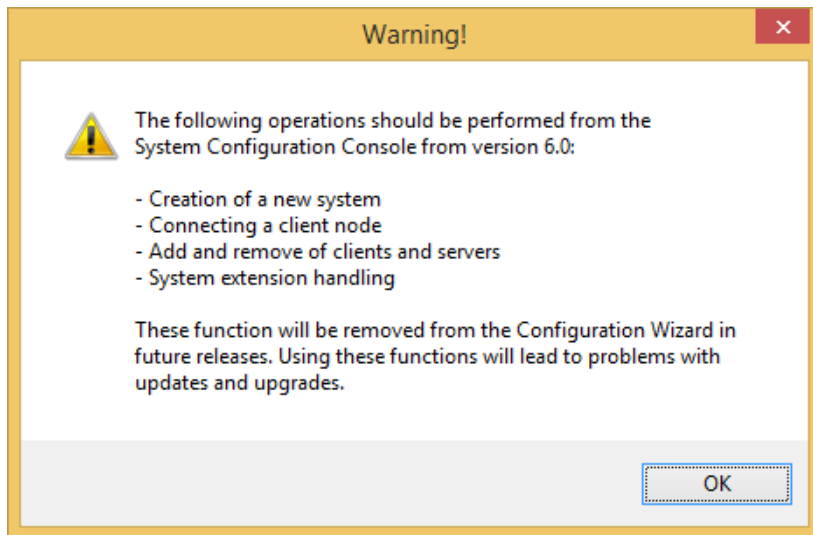 Warning!
The following operations should be performed from the
System Configuration Console from version 6.0:
- Creation of a new system
- Connecting a client node
- Add and remove of clients and servers
- System extension handling
These function will be removed from the Configuration Wizard in
future releases. Using these functions will lead to problems with
updates and upgrades.
OK